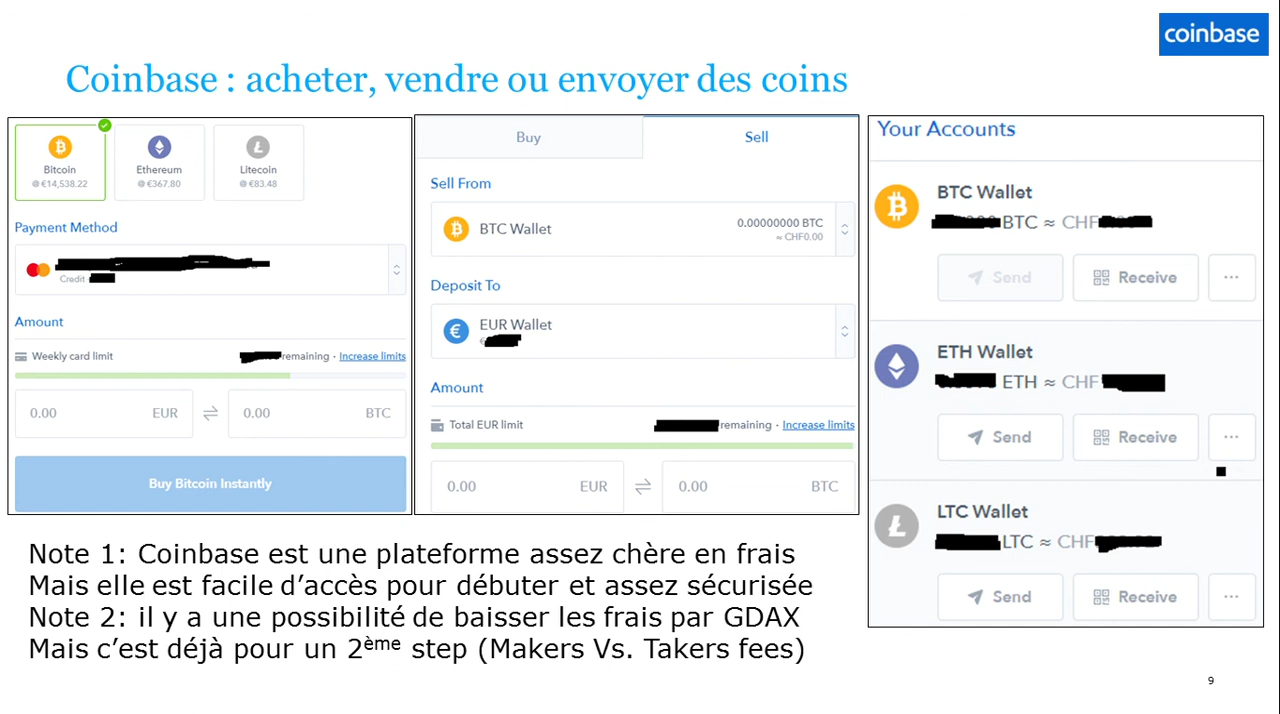 coinbase
Coinbase : acheter, vendre ou envoyer des coins
Bitcoin
@ €14,538.22
Ethereum
@ €367.80
Litecoin
@ €83.48
Payment Method
Credit
Amount
Weekly card limit
remaining · Increase limits
0.00 EUR
0.00 BTC
Buy Bitcoin Instantly
Buy
Sell
Sell From
BTC Wallet
0.00000000 BTC
≈ CHF0.00
Deposit To
EUR Wallet
€
Amount
Total EUR limit
remaining · Increase limits
0.00 EUR
0.00 BTC
Your Accounts
BTC Wallet
BTC ≈ CHF
Send
Receive
...
ETH Wallet
ETH ≈ CHF
Send
Receive
...
LTC Wallet
LTC ≈ CHF
Send
Receive
...
Note 1: Coinbase est une plateforme assez chère en frais
Mais elle est facile d’accès pour débuter et assez sécurisée
Note 2: il y a une possibilité de baisser les frais par GDAX
Mais c’est déjà pour un 2ème step (Makers Vs. Takers fees)
9